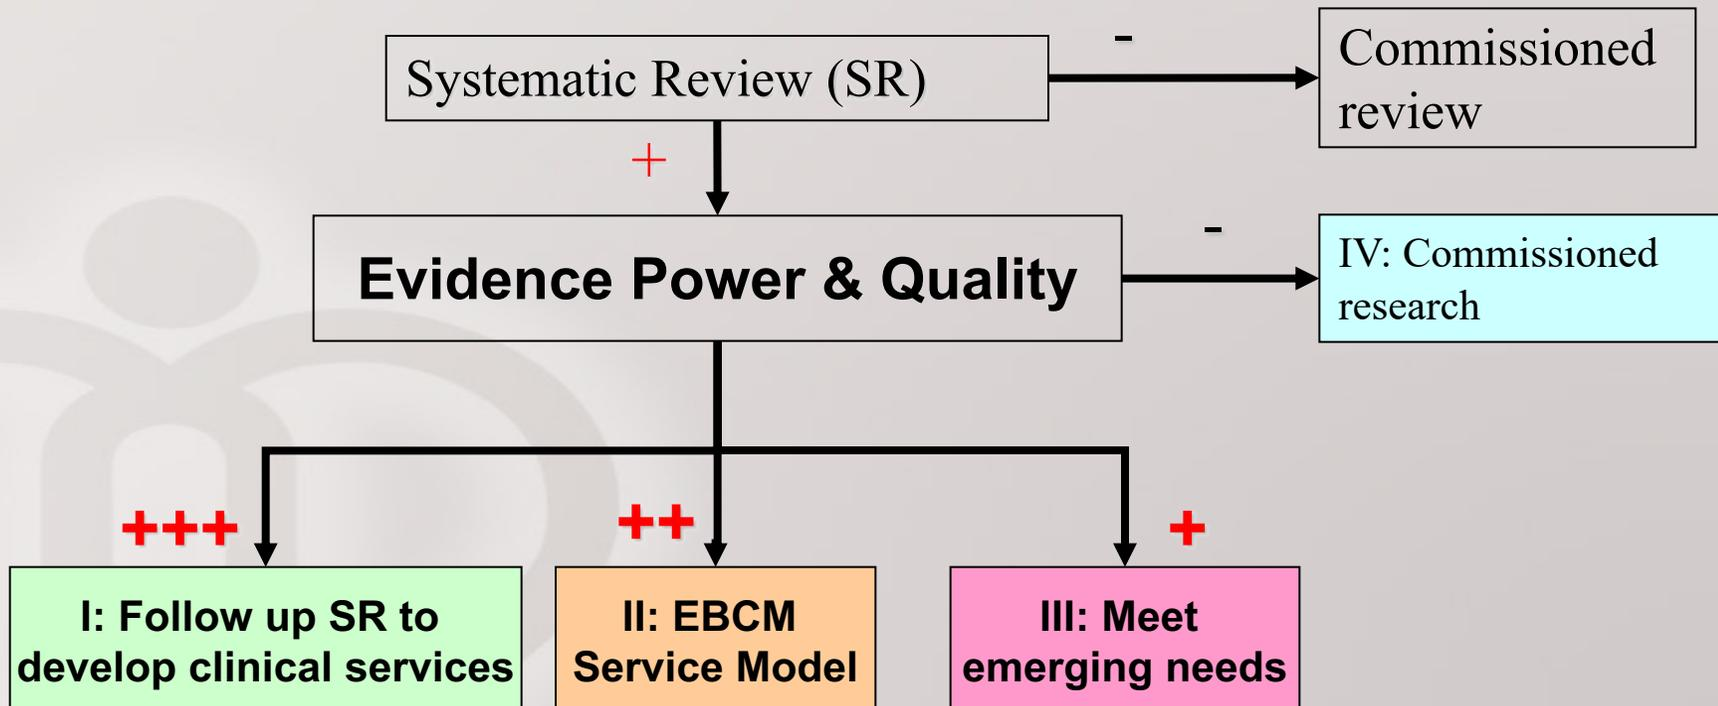 Systematic Review (SR)
-
Commissioned
review
+
Evidence Power & Quality
-
IV: Commissioned
research
+++
++
+
I: Follow up SR to
develop clinical services
II: EBCM
Service Model
III: Meet
emerging needs